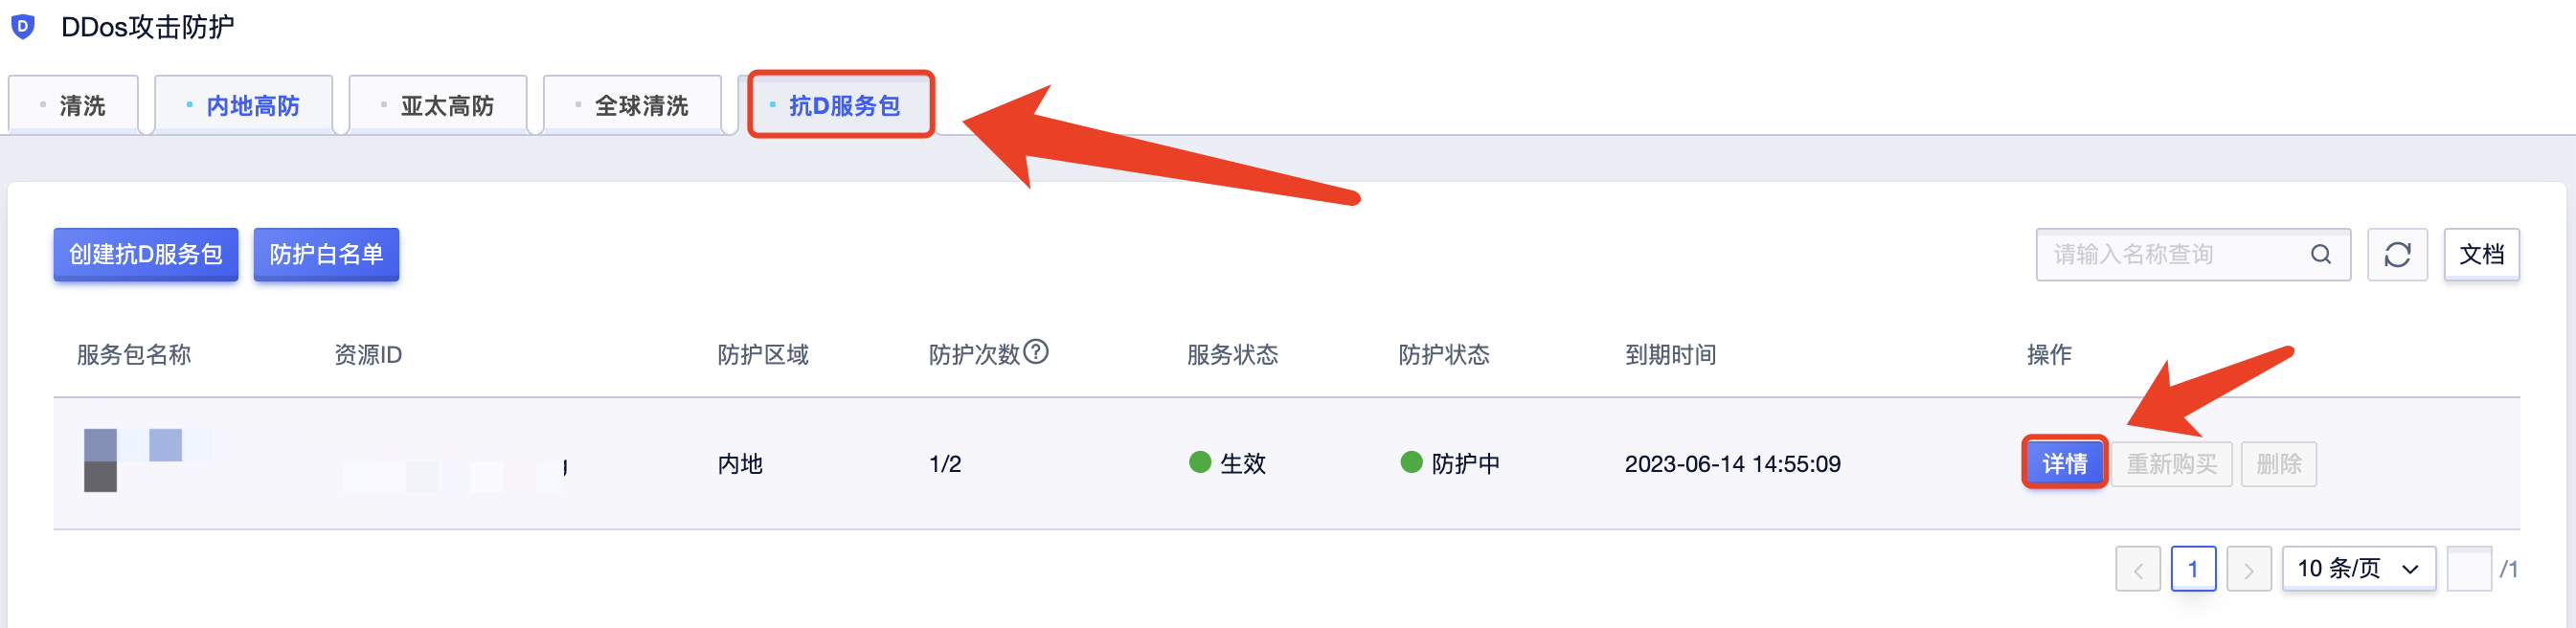 D DDos攻击防护
清洗 内地高防 亚太高防 全球清洗 抗D服务包
创建抗D服务包 防护白名单 请输入名称查询 文档
服务包名称 资源ID 防护区域 防护次数? 服务状态 防护状态 到期时间 操作
内地 1/2 生效 防护中 2023-06-14 14:55:09 详情 重新购买 删除
1 10 条/页 /1